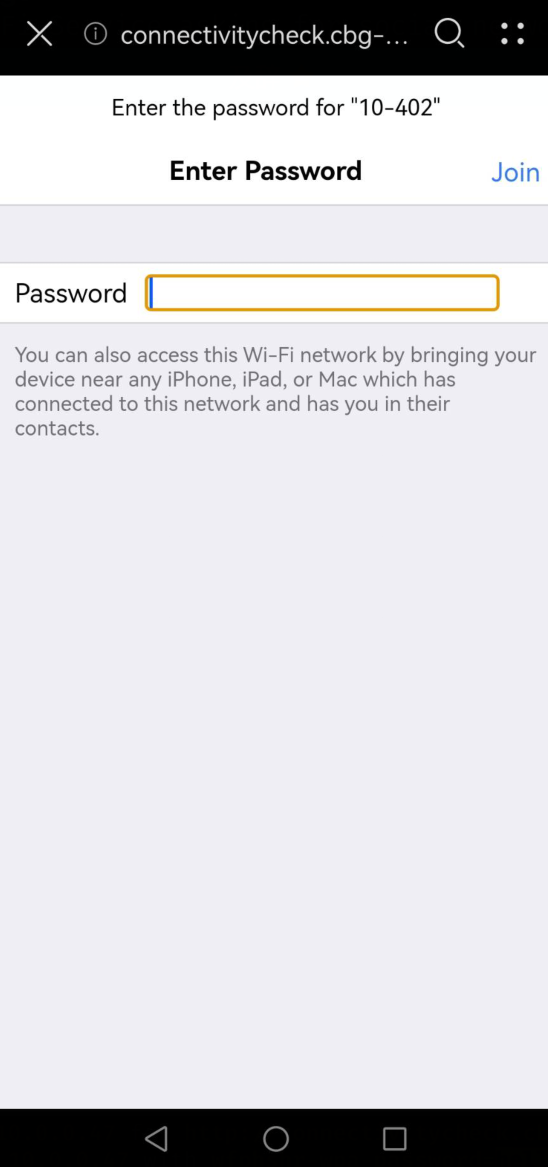 connectivitycheck.cbg-...
Enter the password for "10-402"
Enter Password
Join
Password
You can also access this Wi-Fi network by bringing your
device near any iPhone, iPad, or Mac which has
connected to this network and has you in their
contacts.